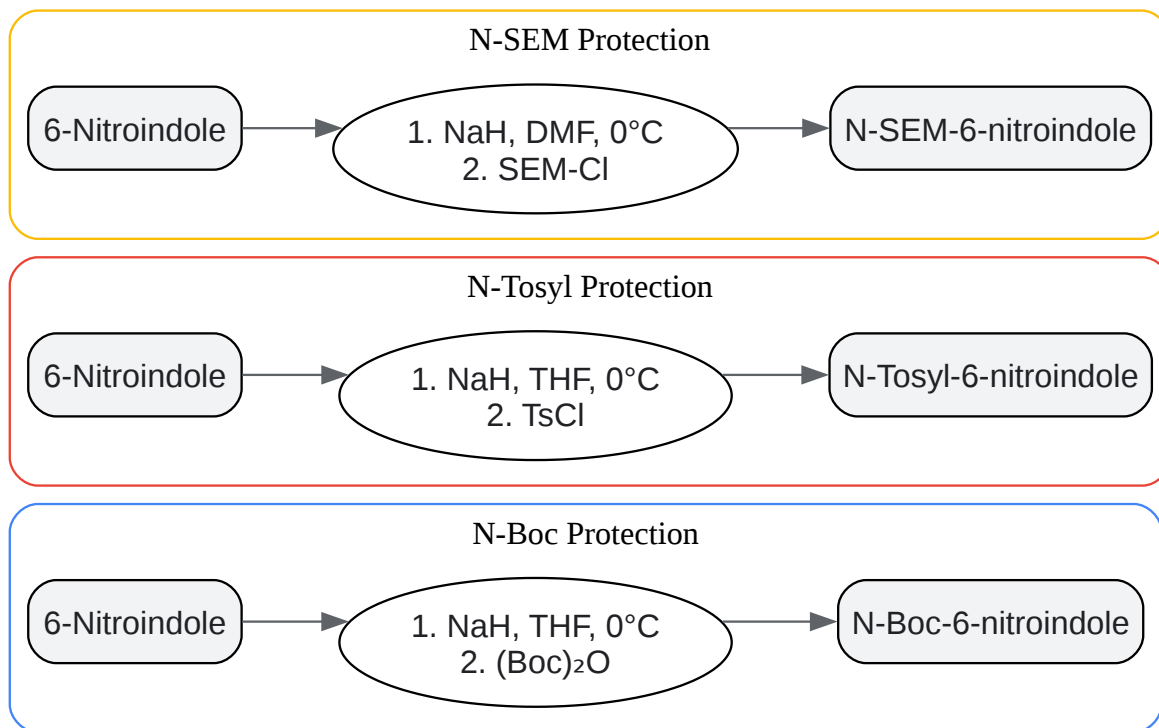 N-SEM Protection
6-Nitroindole
1. NaH, DMF, 0°C
2. SEM-Cl
N-SEM-6-nitroindole
N-Tosyl Protection
6-Nitroindole
1. NaH, THF, 0°C
2. TsCl
N-Tosyl-6-nitroindole
N-Boc Protection
6-Nitroindole
1. NaH, THF, 0°C
2. (Boc)₂O
N-Boc-6-nitroindole